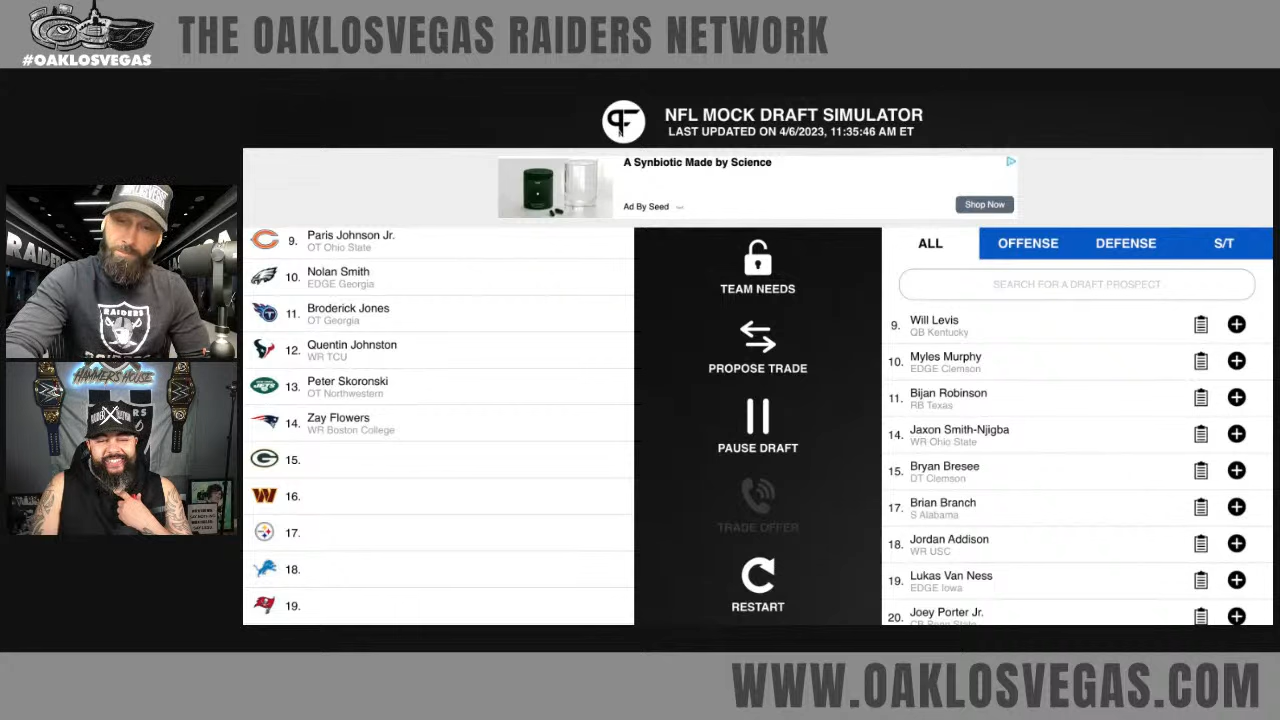 THE OAKLOSVEGAS RAIDERS NETWORK
#OAKLOSVEGAS
NFL MOCK DRAFT SIMULATOR
LAST UPDATED ON 4/6/2023, 11:35:46 AM ET
A Synbiotic Made by Science
Ad By Seed
Shop Now
9. Paris Johnson Jr.
OT Ohio State
10. Nolan Smith
EDGE Georgia
11. Broderick Jones
OT Georgia
12. Quentin Johnston
WR TCU
13. Peter Skoronski
OT Northwestern
14. Zay Flowers
WR Boston College
15.
16.
17.
18.
19.
TEAM NEEDS
PROPOSE TRADE
PAUSE DRAFT
TRADE OFFER
RESTART
ALL OFFENSE DEFENSE S/T
SEARCH FOR A DRAFT PROSPECT
9. Will Levis
QB Kentucky
10. Myles Murphy
EDGE Clemson
11. Bijan Robinson
RB Texas
14. Jaxon Smith-Njigba
WR Ohio State
15. Bryan Bresee
DT Clemson
17. Brian Branch
S Alabama
18. Jordan Addison
WR USC
19. Lukas Van Ness
EDGE Iowa
20. Joey Porter Jr.
CB Penn State
RAIDERS
HAMMERS HOUSE
WWW.OAKLOSVEGAS.COM